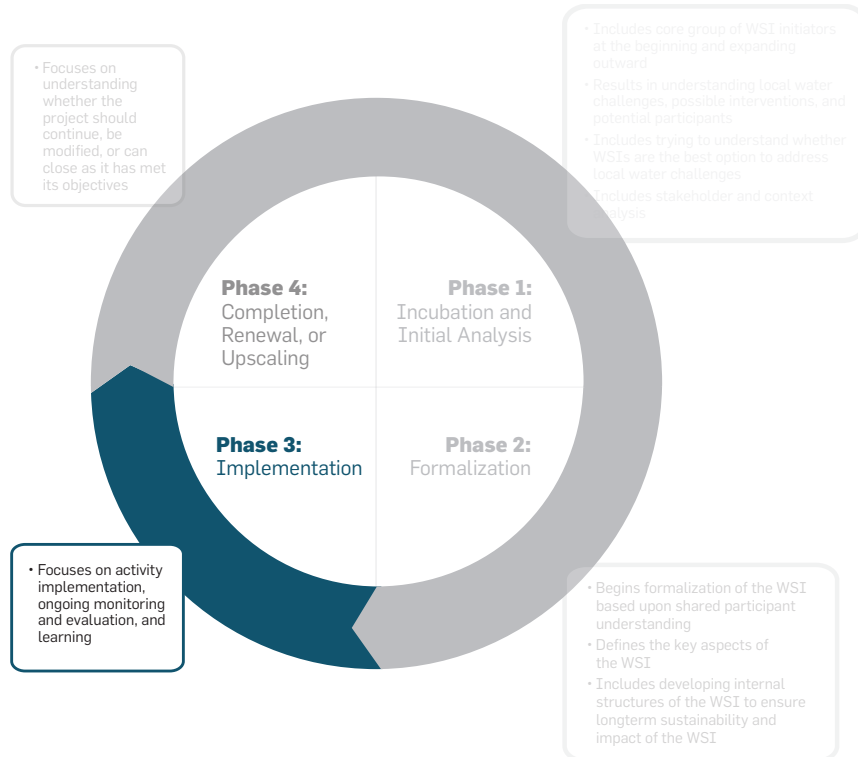 • Focuses on
understanding
whether the
project should
continue, be
modified, or can
close as it has met
its objectives
• Includes core group of WSI initiators
at the beginning and expanding
outward
• Results in understanding local water
challenges, possible interventions, and
potential participants
• Includes trying to understand whether
WSIs are the best option to address
local water challenges
Includes stakeholder and context
analysis
Phase 4:
Completion,
Renewal, or
Upscaling
Phase 1:
Incubation and
Initial Analysis
Phase 3:
Implementation
Phase 2:
Formalization
• Focuses on activity
implementation,
ongoing monitoring
and evaluation, and
learning
• Begins formalization of the WSI
based upon shared participant
understanding
• Defines the key aspects of
the WSI
• Includes developing internal
structures of the WSI to ensure
longterm sustainability and
impact of the WSI